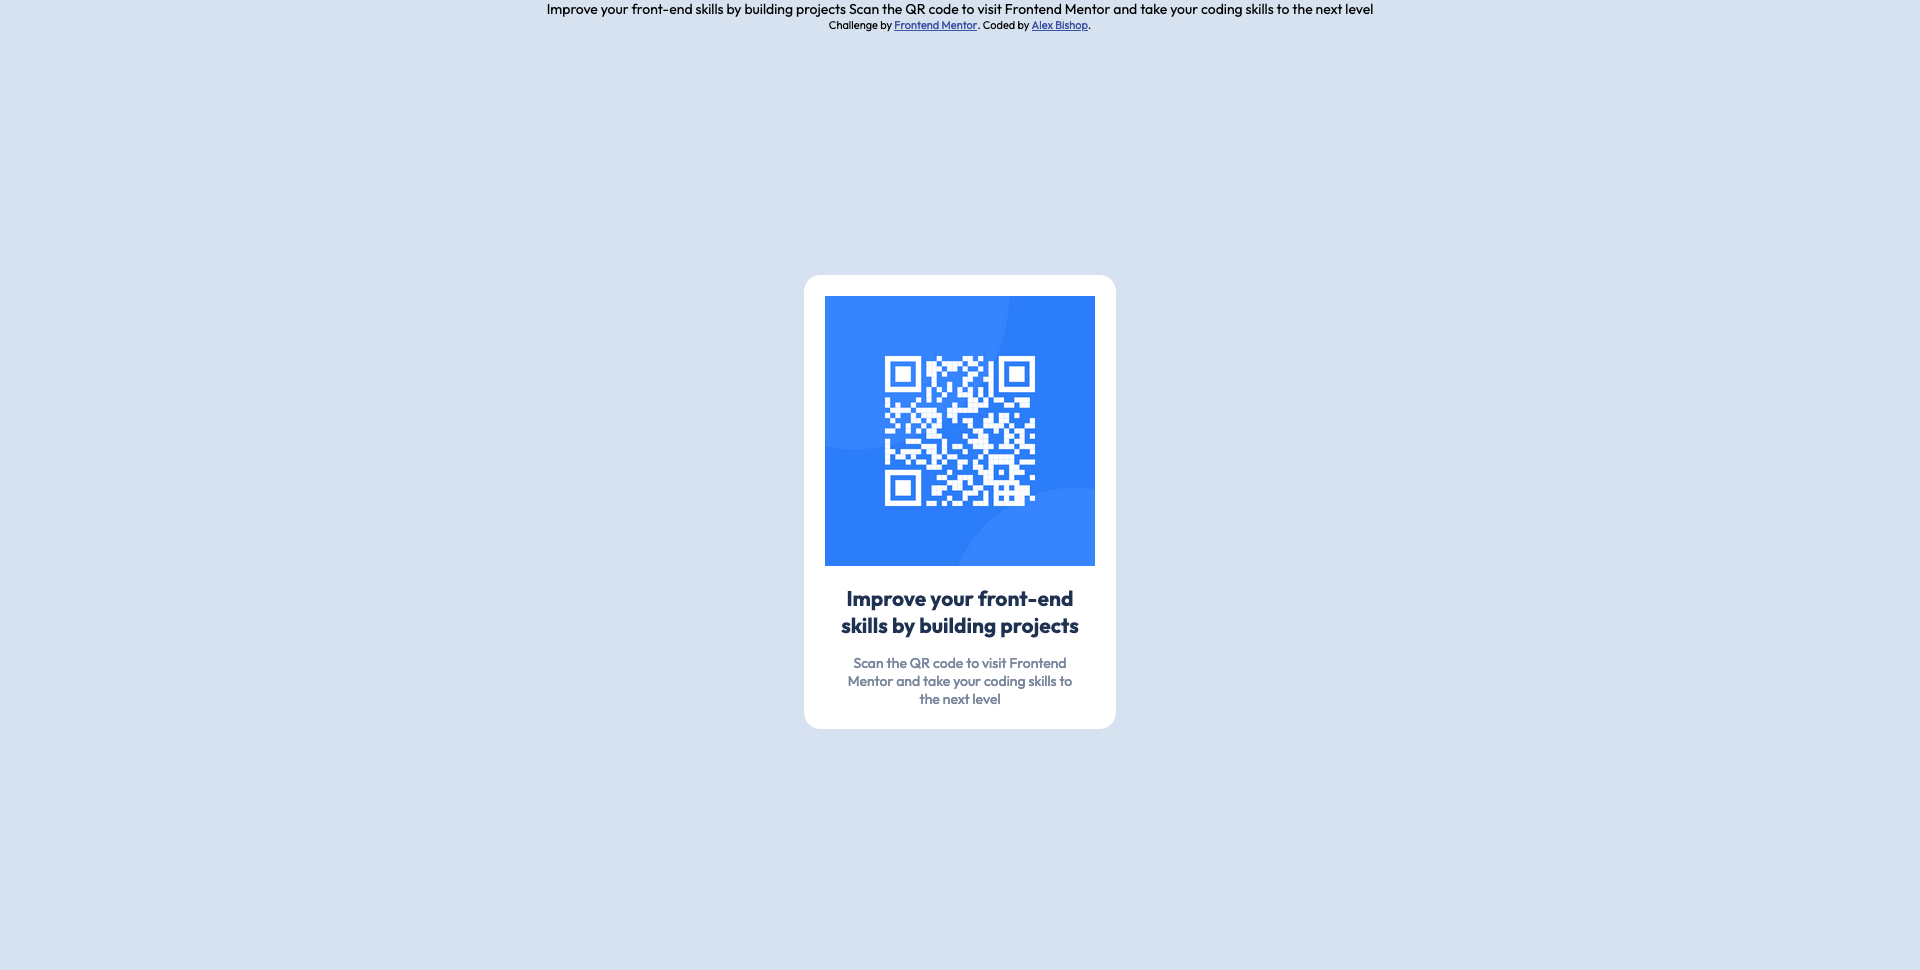 Improve your front-end skills by building projects Scan the QR code to visit Frontend Mentor and take your coding skills to the next level
Challenge by Frontend Mentor. Coded by Alex Bishop.
Improve your front-end
skills by building projects
Scan the QR code to visit Frontend
Mentor and take your coding skills to
the next level